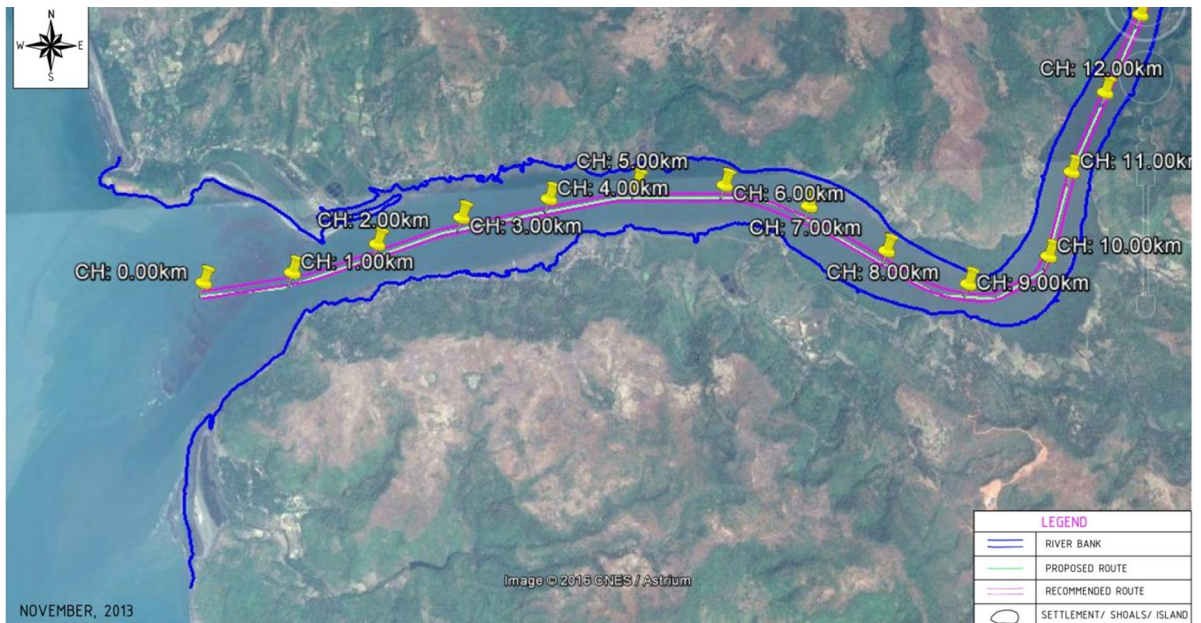 N
W E
S
CH: 12.00km
CH: 5.00km
CH: 11.00k
CH: 4.00km
CH: 6.00km
CH: 2.00km
CH: 3.00km
CH: 7.00km
CH: 10.00km
CH: 1.00km
CH: 0.00km
CH: 8.00km
CH: 9.00km
LEGEND
RIVER BANK
PROPOSED ROUTE
RECOMMENDED ROUTE
SETTLEMENT/ SHOALS/ ISLAND
Image © 2016 CNES / Astrium
NOVEMBER, 2013